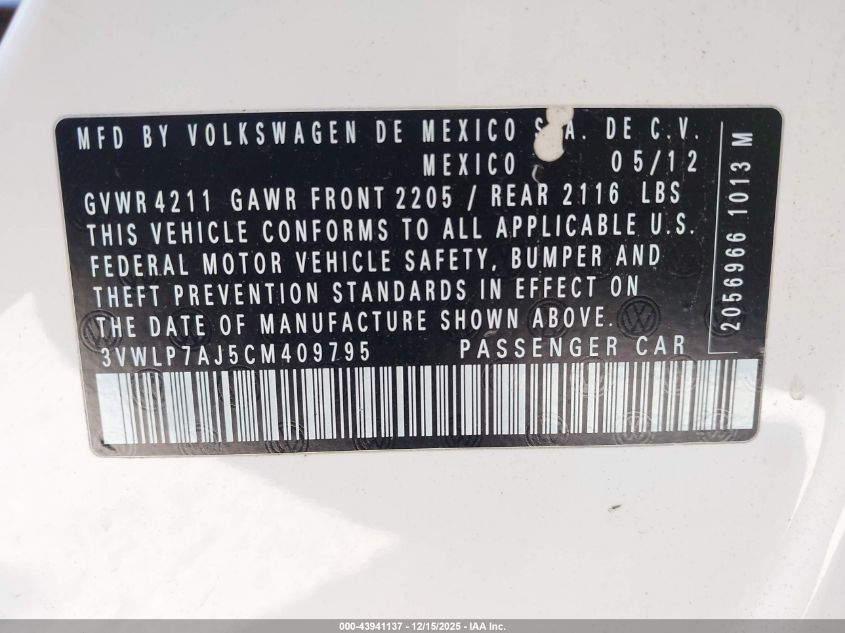 MFD BY VOLKSWAGEN DE MEXICO S.A. DE C.V.
MEXICO 05/12
GVWR 4211 GAWR FRONT 2205 / REAR 2116 LBS
THIS VEHICLE CONFORMS TO ALL APPLICABLE U.S.
FEDERAL MOTOR VEHICLE SAFETY, BUMPER AND
THEFT PREVENTION STANDARDS IN EFFECT ON
THE DATE OF MANUFACTURE SHOWN ABOVE.
3VWLP7AJ5CM409795 PASSENGER CAR
2056966 1013 M
000-43941137 - 12/15/2025 - IAA Inc.